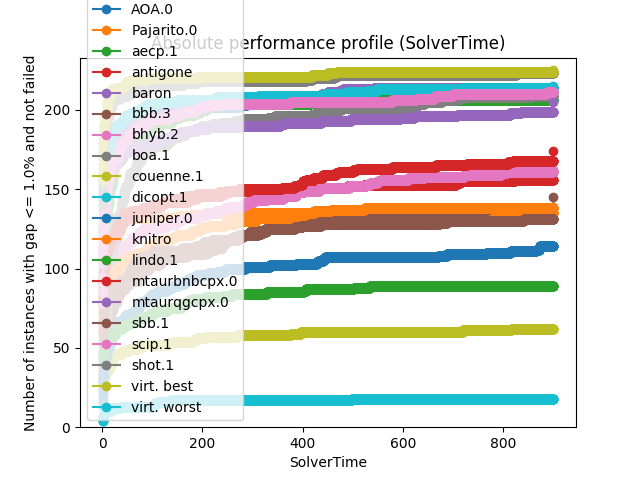 Absolute performance profile (SolverTime)
Number of instances with gap <= 1.0% and not failed
200
150
100
50
0
AOA.0
Pajarito.0
aecp.1
antigone
baron
bbb.3
bhyb.2
boa.1
couenne.1
dicopt.1
juniper.0
knitro
lindo.1
mtaurbnbcpx.0
mtaurqgcpx.0
sbb.1
scip.1
shot.1
virt. best
virt. worst
0 200 400 600 800
SolverTime